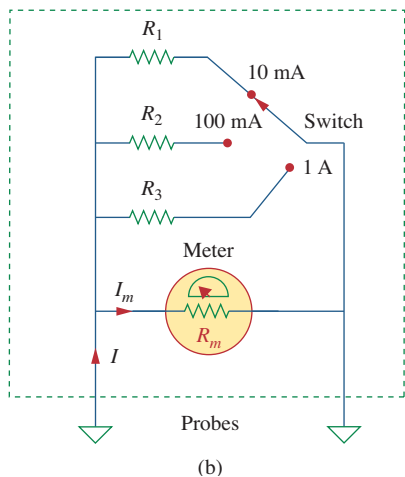 R1
10 mA
R2
100 mA
Switch
1 A
R3
Meter
Im
Rm
I
Probes
(b)